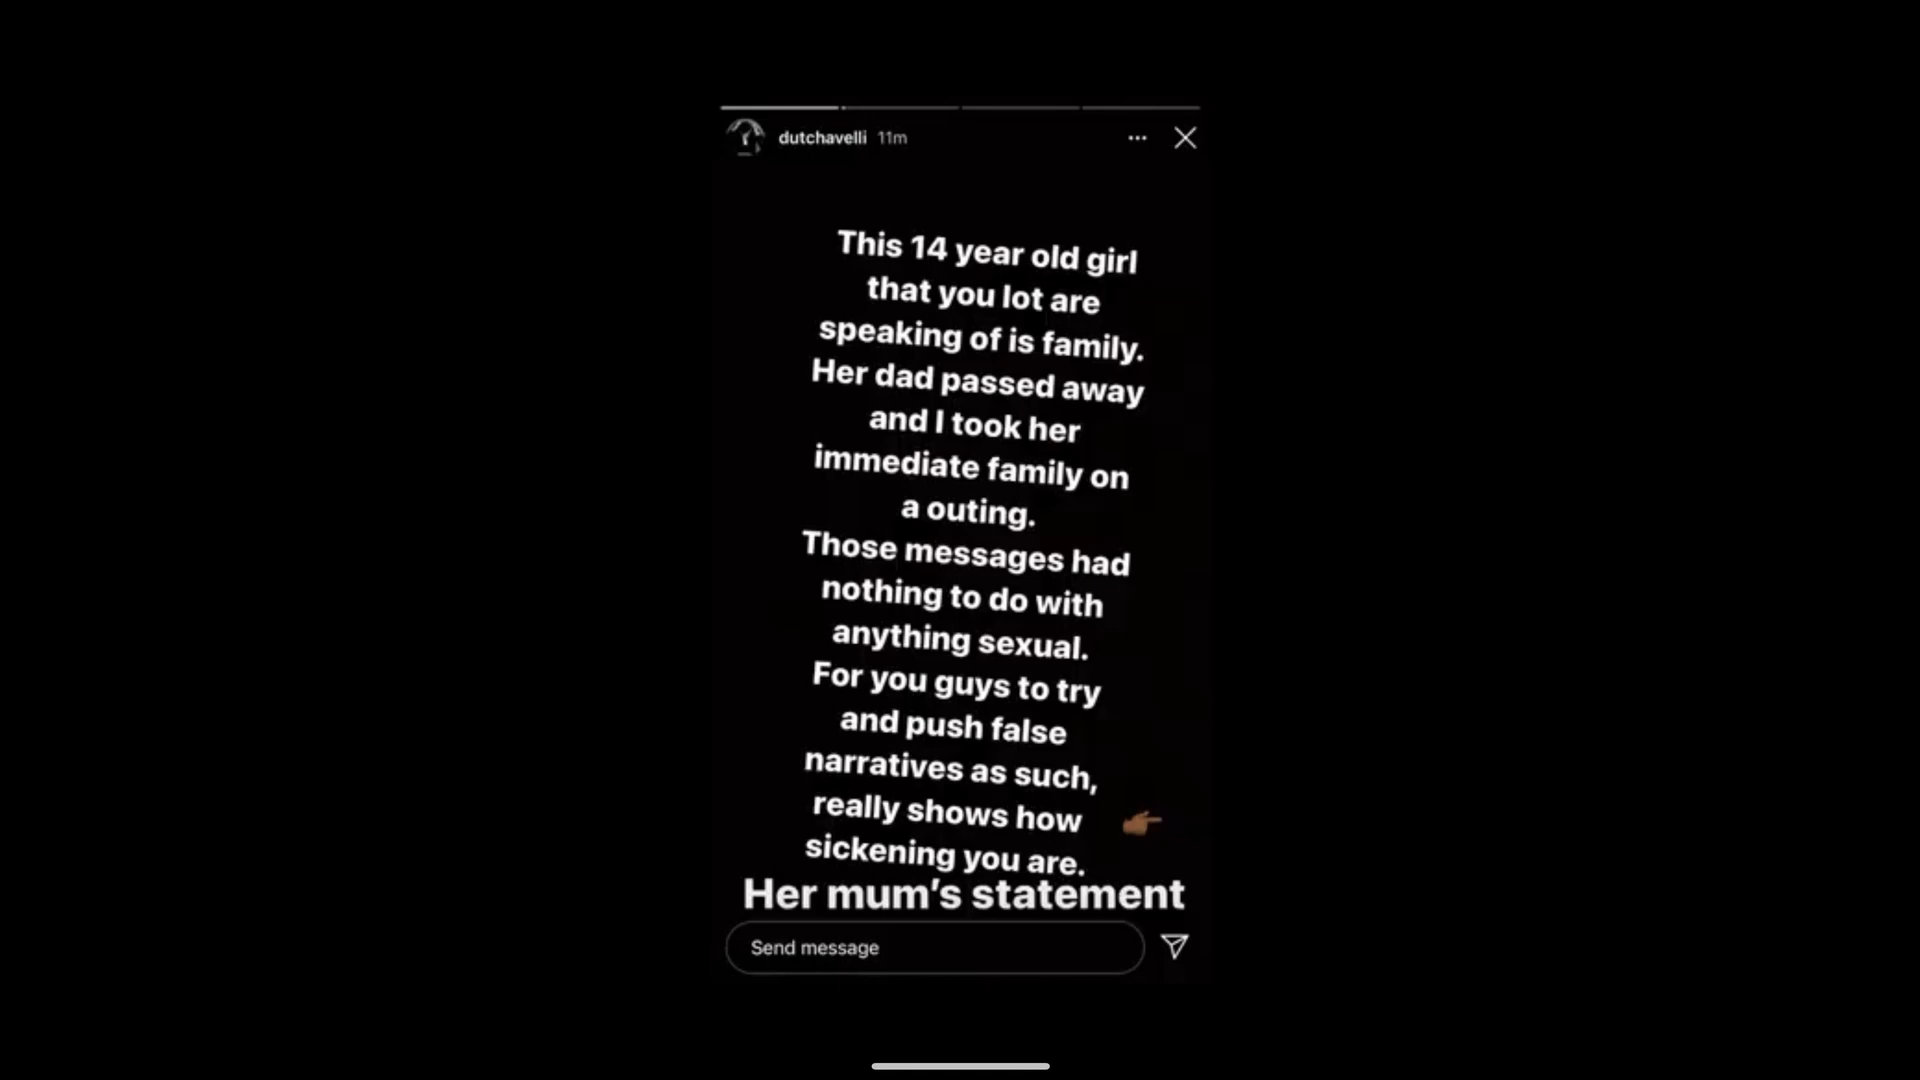 dutchavelli 11m
This 14 year old girl
that you lot are
speaking of is family.
Her dad passed away
and I took her
immediate family on
a outing.
Those messages had
nothing to do with
anything sexual.
For you guys to try
and push false
narratives as such,
really shows how
sickening you are.
Her mum's statement
Send message